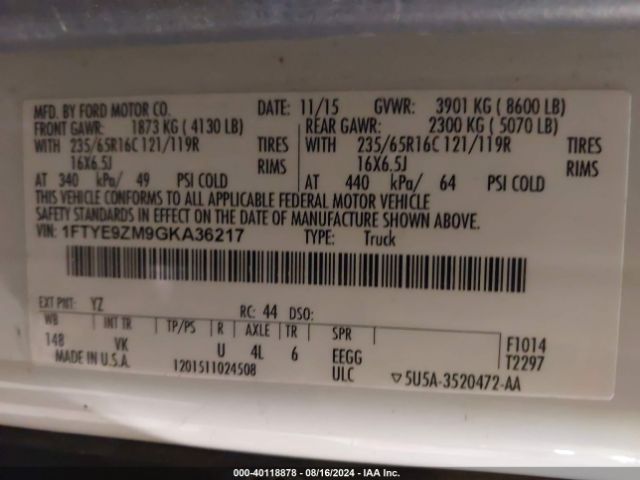 MFD. BY FORD MOTOR CO. DATE: 11/15 GVWR: 3901 KG ( 8600 LB)
FRONT GAWR: 1873 KG ( 4130 LB) REAR GAWR: 2300 KG ( 5070 LB)
WITH 235/65R16C 121/119R TIRES WITH 235/65R16C 121/119R TIRES
16X6.5J RIMS 16X6.5J RIMS
AT 340 kPa/ 49 PSI COLD AT 440 kPa/ 64 PSI COLD
THIS VEHICLE CONFORMS TO ALL APPLICABLE FEDERAL MOTOR VEHICLE
SAFETY STANDARDS IN EFFECT ON THE DATE OF MANUFACTURE SHOWN ABOVE.
VIN: 1FTYE9ZM9GKA36217 TYPE: Truck
EXT PNT: YZ RC: 44 DSO:
WB INT TR TP/PS R AXLE TR SPR F1014
148 VK U 4L 6 EEGG T2297
MADE IN U.S.A. 1201511024508 ULC ▽5U5A-3520472-AA
000-40118878 - 08/16/2024 - IAA Inc.